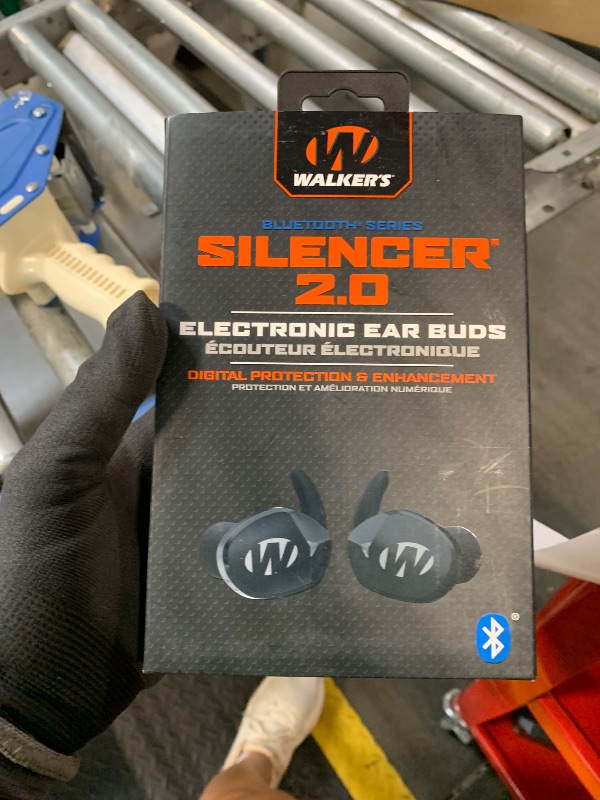 W
WALKER'S
BLUETOOTH® SERIES
SILENCER®
2.0
ELECTRONIC EAR BUDS
ÉCOUTEUR ÉLECTRONIQUE
DIGITAL PROTECTION & ENHANCEMENT
PROTECTION ET AMÉLIORATION NUMÉRIQUE
W W
®